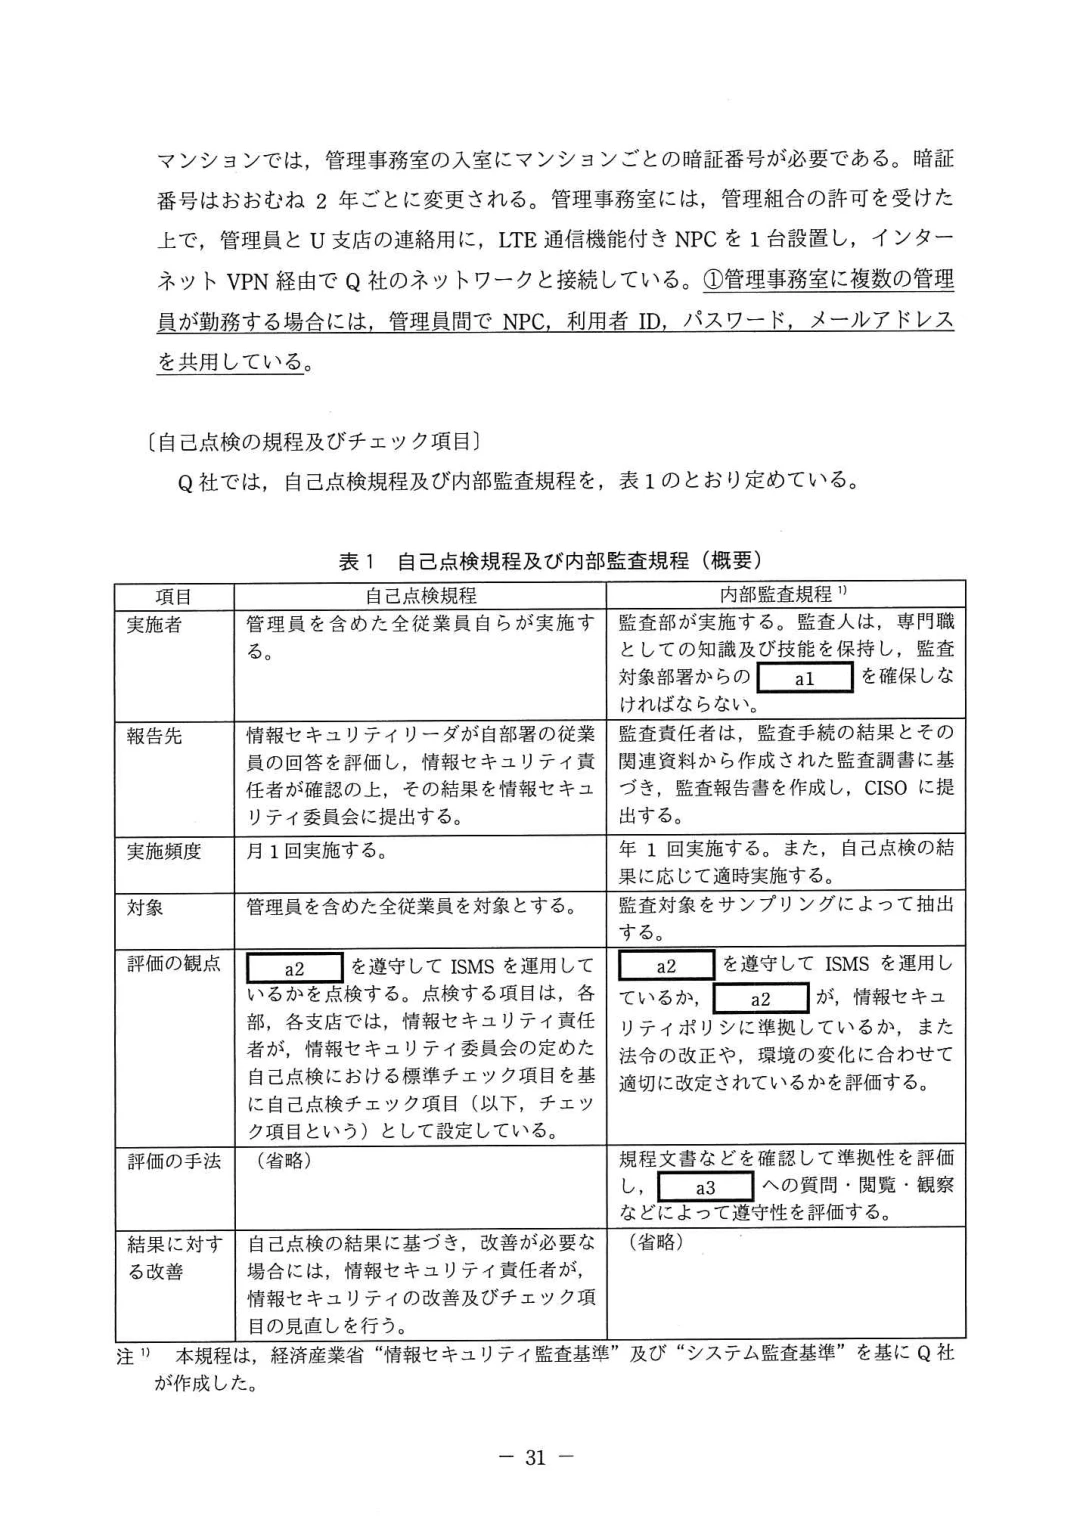 マンションでは，管理事務室の入室にマンションごとの暗証番号が必要である。暗証
番号はおおむね 2 年ごとに変更される。管理事務室には，管理組合の許可を受けた
上で，管理員と U 支店の連絡用に，LTE 通信機能付き NPC を 1 台設置し，インター
ネット VPN 経由で Q 社のネットワークと接続している。①管理事務室に複数の管理
員が勤務する場合には，管理員間で NPC，利用者 ID，パスワード，メールアドレス
を共用している。
〔自己点検の規程及びチェック項目〕
Q 社では，自己点検規程及び内部監査規程を，表 1 のとおり定めている。
表 1　自己点検規程及び内部監査規程（概要）
項目　自己点検規程　内部監査規程 1)
実施者
管理員を含めた全従業員自らが実施す
る。
監査部が実施する。監査人は，専門職
としての知識及び技能を保持し，監査
対象部署からの a1 を確保しな
ければならない。
報告先
情報セキュリティリーダが自部署の従業
員の回答を評価し，情報セキュリティ責
任者が確認の上，その結果を情報セキュ
リティ委員会に提出する。
監査責任者は，監査手続の結果とその
関連資料から作成された監査調書に基
づき，監査報告書を作成し，CISO に提
出する。
実施頻度
月 1 回実施する。
年 1 回実施する。また，自己点検の結
果に応じて適時実施する。
対象
管理員を含めた全従業員を対象とする。
監査対象をサンプリングによって抽出
する。
評価の観点
a2 を遵守して ISMS を運用して
いるかを点検する。点検する項目は，各
部，各支店では，情報セキュリティ責任
者が，情報セキュリティ委員会の定めた
自己点検における標準チェック項目を基
に自己点検チェック項目（以下，チェッ
ク項目という）として設定している。
a2 を遵守して ISMS を運用し
ているか， a2 が，情報セキュ
リティポリシに準拠しているか，また
法令の改正や，環境の変化に合わせて
適切に改定されているかを評価する。
評価の手法
（省略）
規程文書などを確認して準拠性を評価
し， a3 への質問・閲覧・観察
などによって遵守性を評価する。
結果に対す
る改善
自己点検の結果に基づき，改善が必要な
場合には，情報セキュリティ責任者が，
情報セキュリティの改善及びチェック項
目の見直しを行う。
（省略）
注 1)　本規程は，経済産業省“情報セキュリティ監査基準”及び“システム監査基準”を基に Q 社
が作成した。
－ 31 －